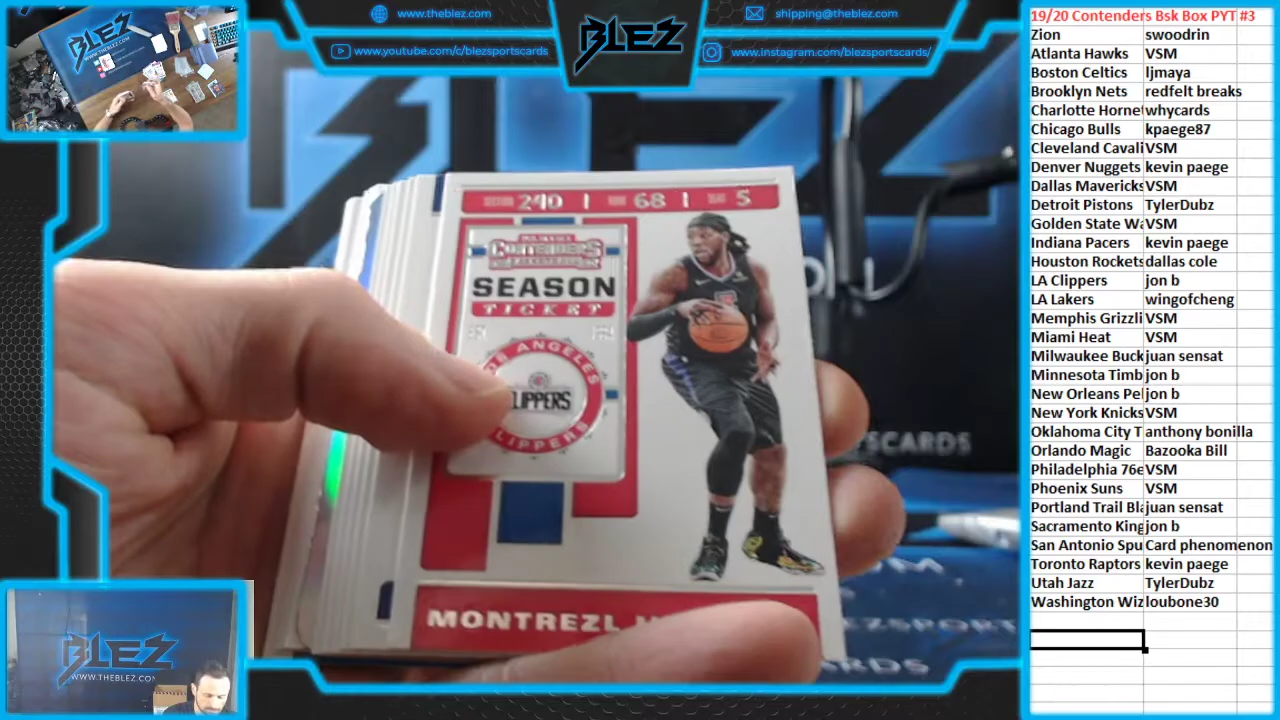 www.theblez.com
shipping@theblez.com
www.youtube.com/c/blezsportscards
www.instagram.com/blezsportscards/
BLEZ
240 | 68 | 5
CONTENDERS
SEASON
TICKET
LOS ANGELES
CLIPPERS
CLIPPERS
MONTREZL
SCARDS
BLEZ
WWW.THEBLEZ.COM
19/20 Contenders Bsk Box PYT #3
Zion swoodrin
Atlanta Hawks VSM
Boston Celtics ljmaya
Brooklyn Nets redfelt breaks
Charlotte Hornet whycards
Chicago Bulls kpaege87
Cleveland Cavali VSM
Denver Nuggets kevin paege
Dallas Mavericks VSM
Detroit Pistons TylerDubz
Golden State Wa VSM
Indiana Pacers kevin paege
Houston Rockets dallas cole
LA Clippers jon b
LA Lakers wingofcheng
Memphis Grizzli VSM
Miami Heat VSM
Milwaukee Buck juan sensat
Minnesota Timb jon b
New Orleans Pel jon b
New York Knicks VSM
Oklahoma City T anthony bonilla
Orlando Magic Bazooka Bill
Philadelphia 76e VSM
Phoenix Suns VSM
Portland Trail Bla juan sensat
Sacramento King jon b
San Antonio Spu Card phenomenon
Toronto Raptors kevin paege
Utah Jazz TylerDubz
Washington Wiz loubone30